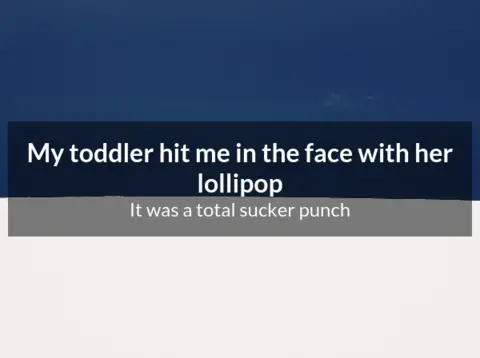 My toddler hit me in the face with her
lollipop
It was a total sucker punch